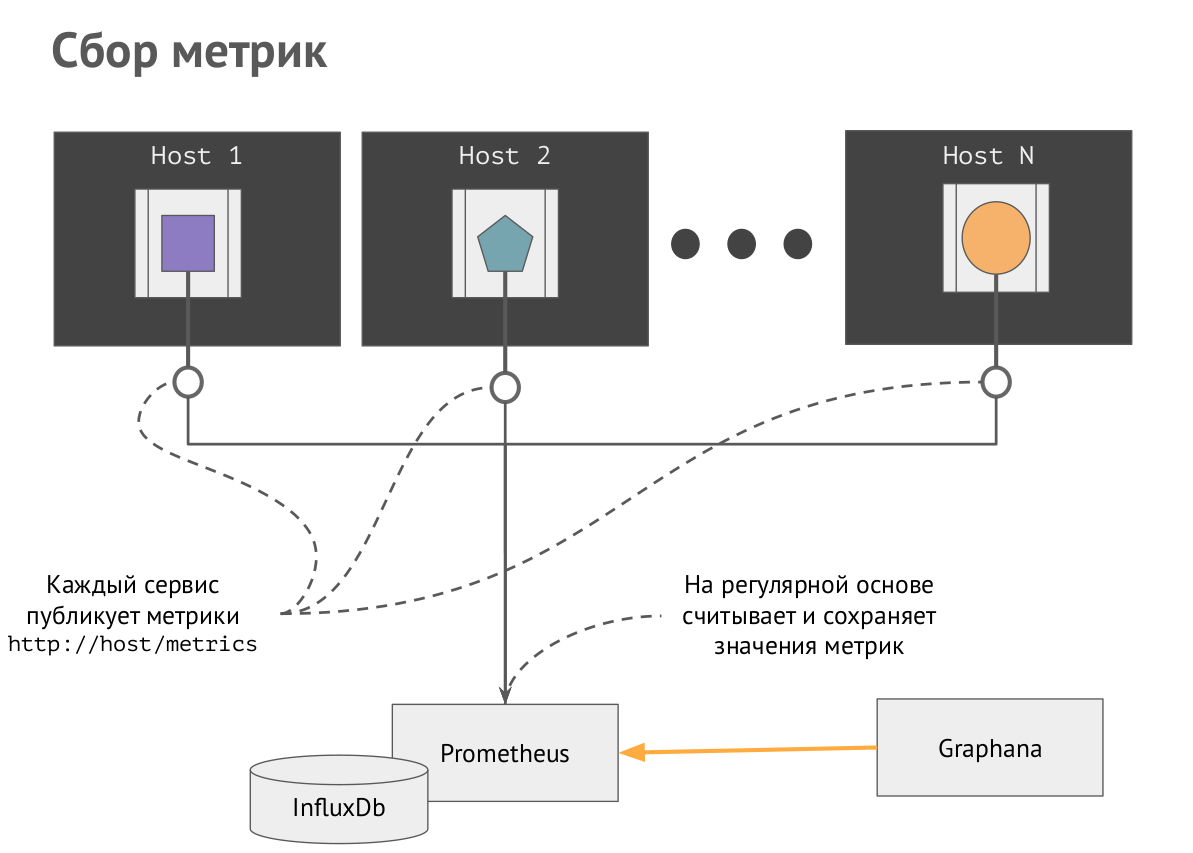 Сбор метрик
Host 1
Host 2
Host N
Каждый сервис
публикует метрики
http://host/metrics
На регулярной основе
считывает и сохраняет
значения метрик
Prometheus
Graphana
InfluxDb